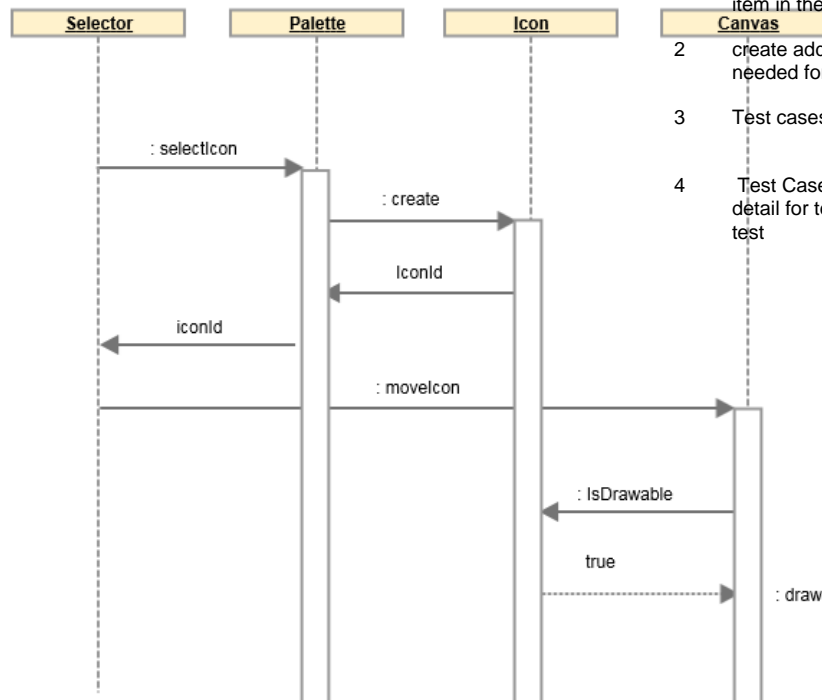 Selector
Palette
Icon
Canvas
item in the
2 create add
needed for
3 Test cases
4 Test Case
detail for
test
: selectIcon
: create
IconId
iconId
: moveIcon
: IsDrawable
true
: draw